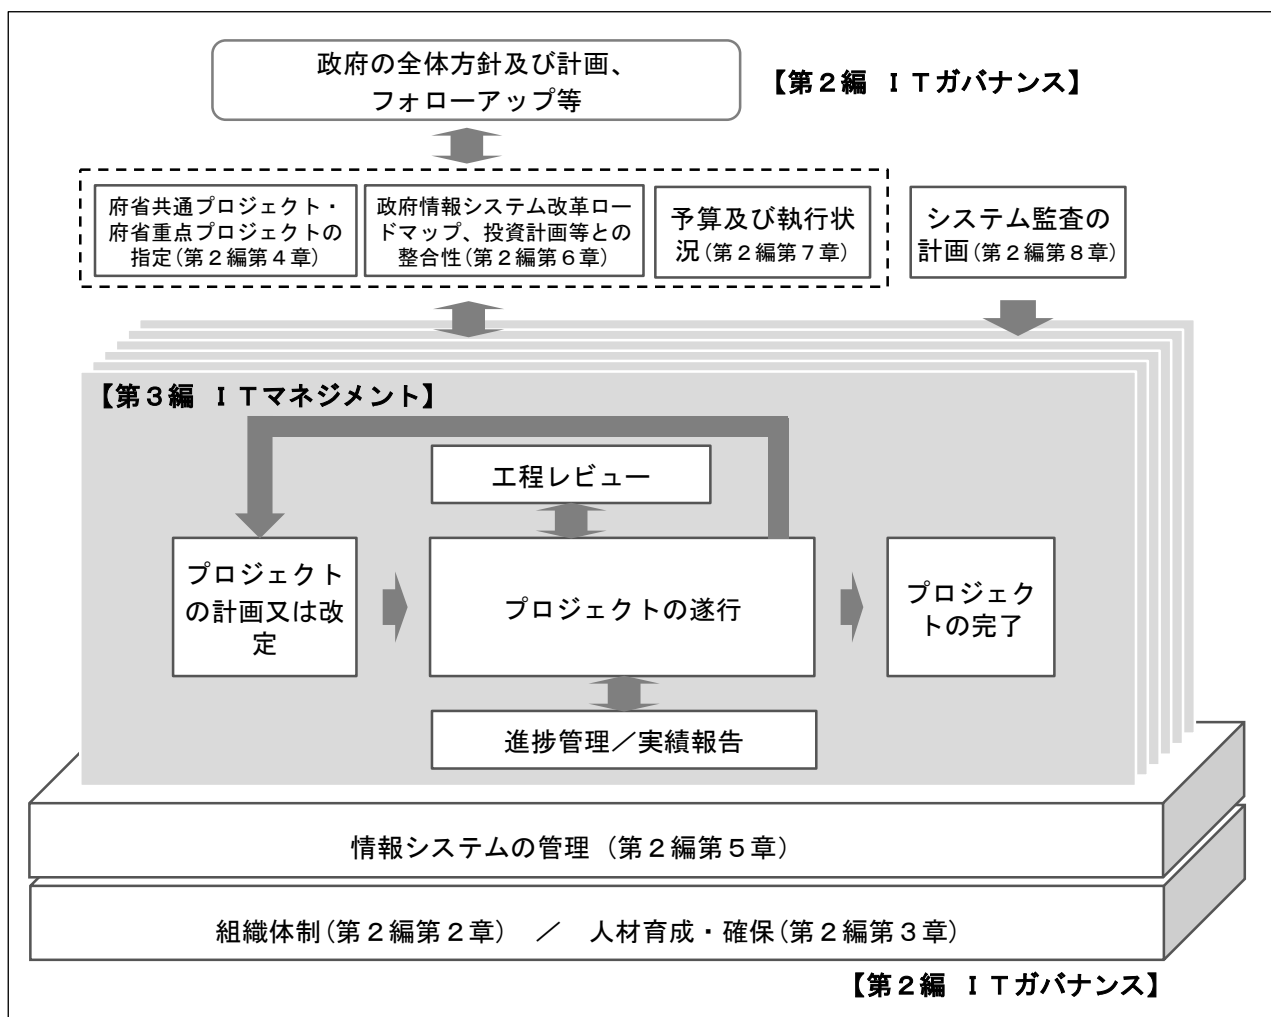 政府の全体方針及び計画、
フォローアップ等
【第２編 ＩＴガバナンス】
府省共通プロジェクト・
府省重点プロジェクトの
指定(第２編第４章)
政府情報システム改革ロー
ドマップ、投資計画等との
整合性(第２編第６章)
予算及び執行状
況(第２編第７章)
システム監査の
計画(第２編第８章)
【第３編 ＩＴマネジメント】
工程レビュー
プロジェクト
の計画又は改
定
プロジェクトの遂行
プロジェク
トの完了
進捗管理／実績報告
情報システムの管理 (第２編第５章)
組織体制(第２編第２章) ／ 人材育成・確保(第２編第３章)
【第２編 ＩＴガバナンス】